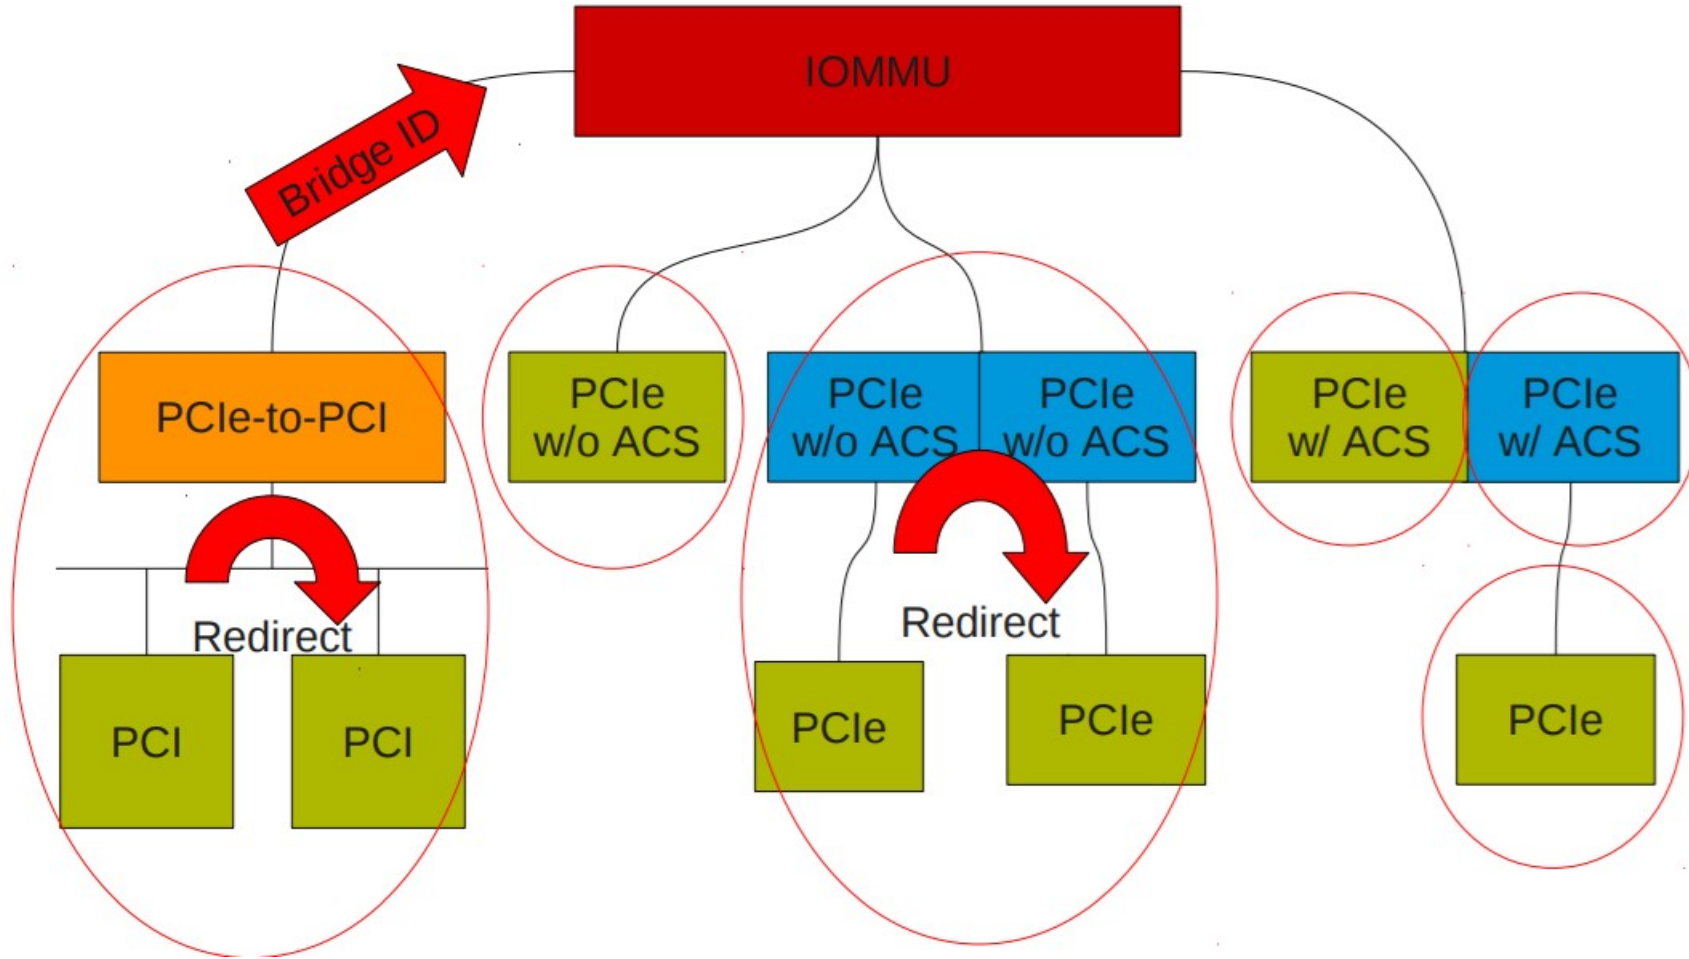 IOMMU
Bridge ID
PCIe-to-PCI
PCIe
w/o ACS
PCIe
w/o ACS
PCIe
w/o ACS
PCIe
w/ ACS
PCIe
w/ ACS
Redirect
Redirect
PCI
PCI
PCIe
PCIe
PCIe